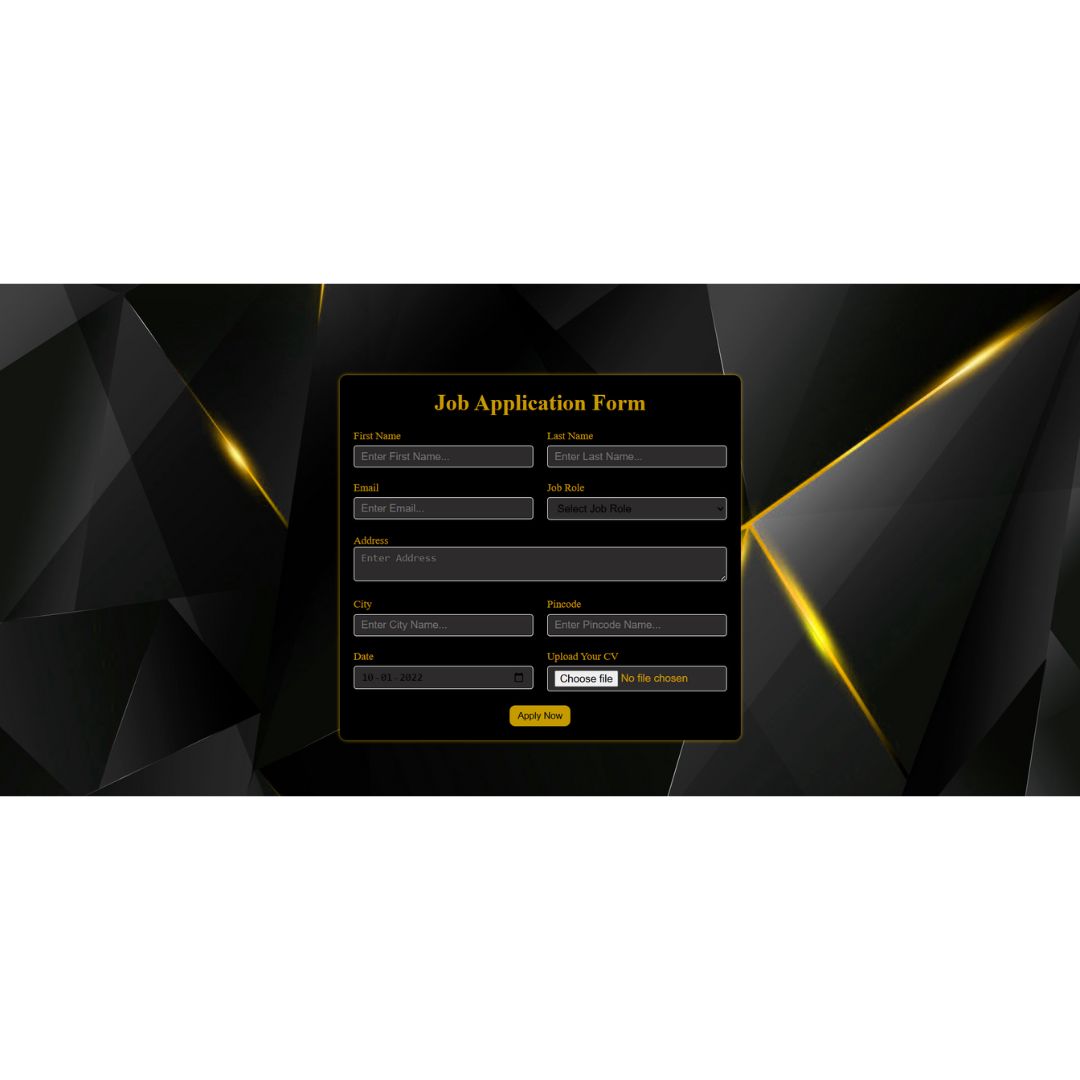 Job Application Form
First Name Last Name
Enter First Name... Enter Last Name...
Email Job Role
Enter Email... Select Job Role
Address
Enter Address
City Pincode
Enter City Name... Enter Pincode Name...
Date Upload Your CV
10-01-2022 Choose file No file chosen
Apply Now